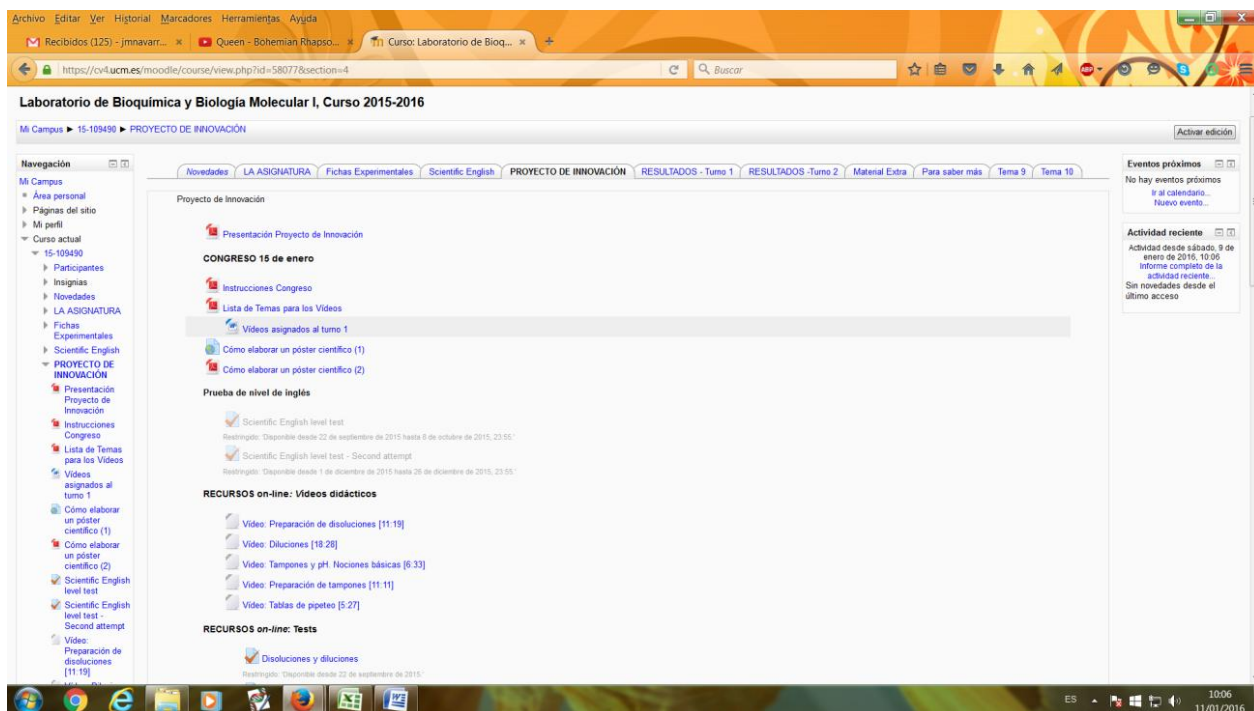 Archivo Editar Ver Historial Marcadores Herramientas Ayuda
Recibidos (125) - jmnavarr...
Queen - Bohemian Rhapso...
Curso: Laboratorio de Bioq...
https://cv4.ucm.es/moodle/course/view.php?id=58077&section=4
Buscar
Laboratorio de Bioquímica y Biología Molecular I, Curso 2015-2016
Mi Campus ► 15-109490 ► PROYECTO DE INNOVACIÓN
Activar edición
Navegación
Mi Campus
Área personal
Páginas del sitio
Mi perfil
Curso actual
15-109490
Participantes
Insignias
Novedades
LA ASIGNATURA
Fichas
Experimentales
Scientific English
PROYECTO DE
INNOVACIÓN
Presentación
Proyecto de
Innovación
Instrucciones
Congreso
Lista de Temas
para los Vídeos
Vídeos
asignados al
turno 1
Cómo elaborar
un póster
científico (1)
Cómo elaborar
un póster
científico (2)
Scientific English
level test
Scientific English
level test -
Second attempt
Vídeo:
Preparación de
disoluciones
[11:19]
Novedades LA ASIGNATURA Fichas Experimentales Scientific English PROYECTO DE INNOVACIÓN RESULTADOS - Turno 1 RESULTADOS -Turno 2 Material Extra Para saber más Tema 9 Tema 10
Proyecto de Innovación
Presentación Proyecto de Innovación
CONGRESO 15 de enero
Instrucciones Congreso
Lista de Temas para los Vídeos
Vídeos asignados al turno 1
Cómo elaborar un póster científico (1)
Cómo elaborar un póster científico (2)
Prueba de nivel de inglés
Scientific English level test
Restringido: 'Disponible desde 22 de septiembre de 2015 hasta 8 de octubre de 2015, 23:55.'
Scientific English level test - Second attempt
Restringido: 'Disponible desde 1 de diciembre de 2015 hasta 26 de diciembre de 2015, 23:55.'
RECURSOS on-line: Vídeos didácticos
Vídeo: Preparación de disoluciones [11:19]
Vídeo: Diluciones [18:28]
Vídeo: Tampones y pH. Nociones básicas [6:33]
Vídeo: Preparación de tampones [11:11]
Vídeo: Tablas de pipeteo [5:27]
RECURSOS on-line: Tests
Disoluciones y diluciones
Restringido: 'Disponible desde 22 de septiembre de 2015.'
Eventos próximos
No hay eventos próximos
Ir al calendario...
Nuevo evento...
Actividad reciente
Actividad desde sábado, 9 de
enero de 2016, 10:06
Informe completo de la
actividad reciente...
Sin novedades desde el
último acceso
ES
10:06
11/01/2016